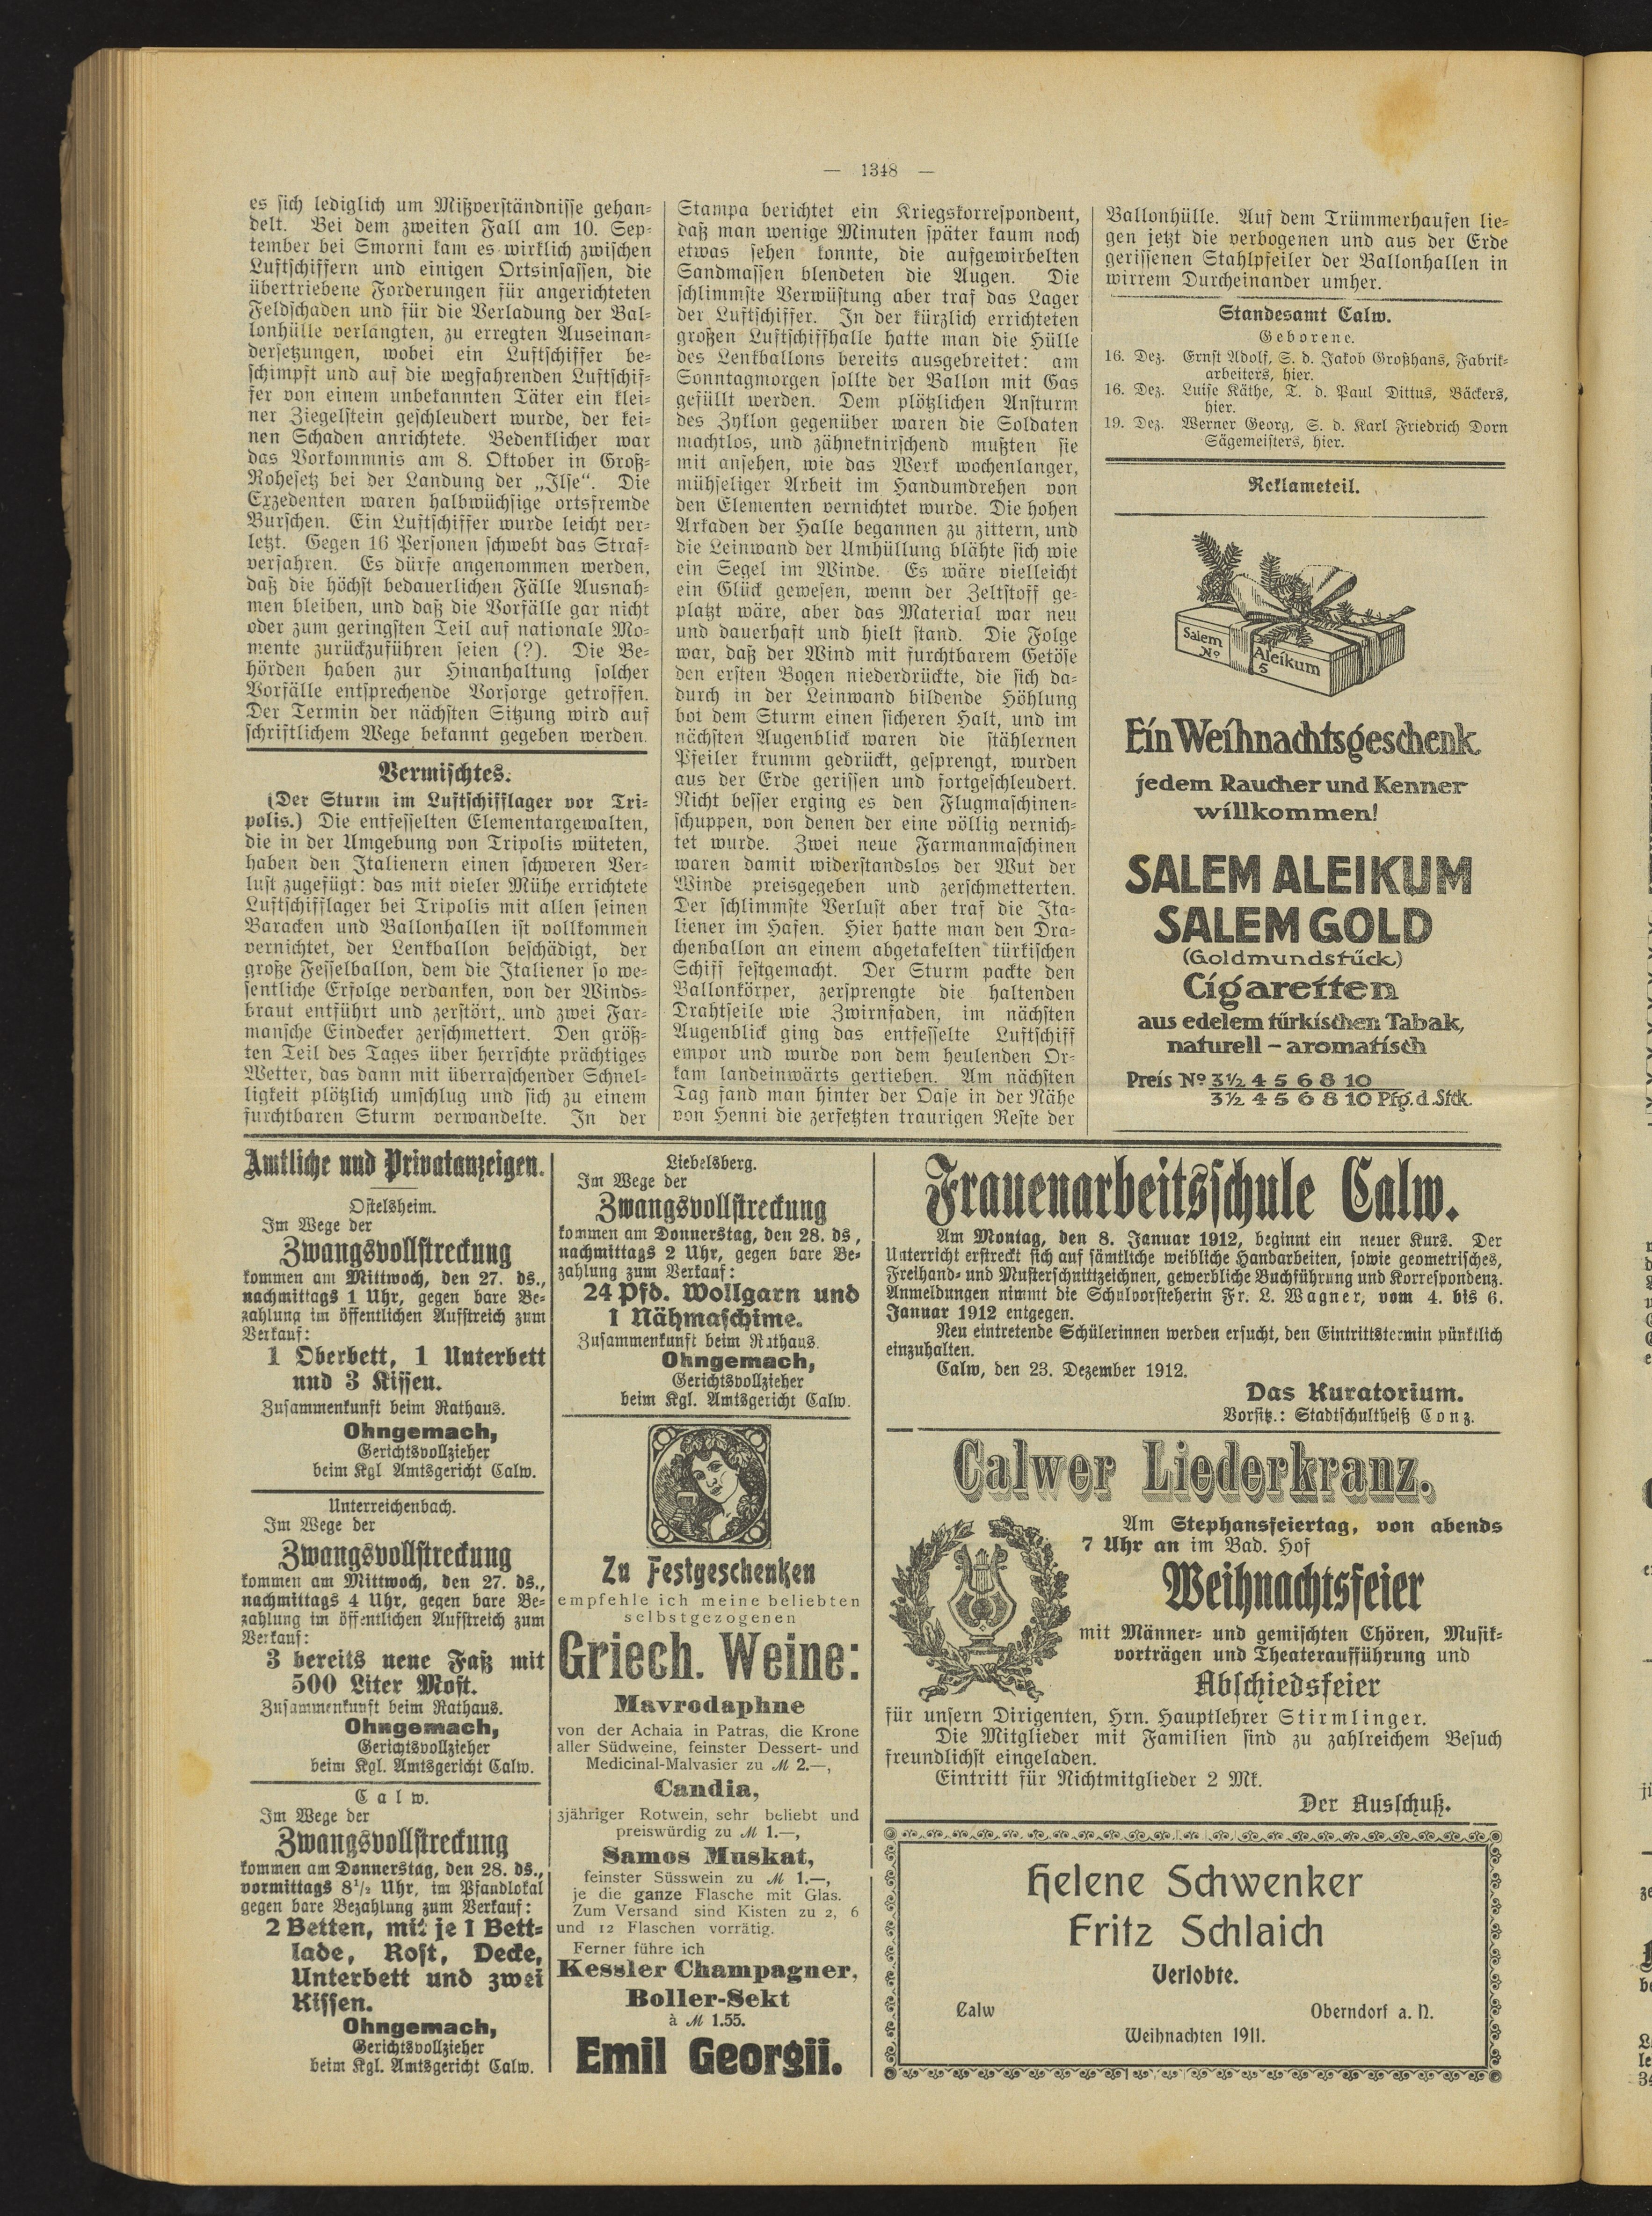 — 1348 —
es sich lediglich um Mißverständnisse gehan-
delt. Bei dem zweiten Fall am 10. Sep-
tember bei Smorni kam es wirklich zwischen
Luftschiffern und einigen Ortsinsassen, die
übertriebene Forderungen für angerichteten
Feldschaden und für die Verladung der Bal-
lonhülle verlangten, zu erregten Auseinan-
dersetzungen, wobei ein Luftschiffer be-
schimpft und auf die wegfahrenden Luftschif-
fer von einem unbekannten Täter ein klei-
ner Ziegelstein geschleudert wurde, der kei-
nen Schaden anrichtete. Bedenklicher war
das Vorkommnis am 8. Oktober in Groß-
Rohesetz bei der Landung der „Ilse“. Die
Exzedenten waren halbwüchsige ortsfremde
Burschen. Ein Luftschiffer wurde leicht ver-
letzt. Gegen 16 Personen schwebt das Straf-
verfahren. Es dürfe angenommen werden,
daß die höchst bedauerlichen Fälle Ausnah-
men bleiben, und daß die Vorfälle gar nicht
oder zum geringsten Teil auf nationale Mo-
mente zurückzuführen seien (?). Die Be-
hörden haben zur Hinanhaltung solcher
Vorfälle entsprechende Vorsorge getroffen.
Der Termin der nächsten Sitzung wird auf
schriftlichem Wege bekannt gegeben werden.
Vermischtes.
(Der Sturm im Luftschifflager vor Tri-
polis.) Die entfesselten Elementargewalten,
die in der Umgebung von Tripolis wüteten,
haben den Italienern einen schweren Ver-
lust zugefügt: das mit vieler Mühe errichtete
Luftschifflager bei Tripolis mit allen seinen
Baracken und Ballonhallen ist vollkommen
vernichtet, der Lenkballon beschädigt, der
große Fesselballon, dem die Italiener so we-
sentliche Erfolge verdanken, von der Winds-
braut entführt und zerstört, und zwei Far-
mansche Eindecker zerschmettert. Den größ-
ten Teil des Tages über herrschte prächtiges
Wetter, das dann mit überraschender Schnel-
ligkeit plötzlich umschlug und sich zu einem
furchtbaren Sturm verwandelte. In der
Stampa berichtet ein Kriegskorrespondent,
daß man wenige Minuten später kaum noch
etwas sehen konnte, die aufgewirbelten
Sandmassen blendeten die Augen. Die
schlimmste Verwüstung aber traf das Lager
der Luftschiffer. In der kürzlich errichteten
großen Luftschiffhalle hatte man die Hülle
des Lenkballons bereits ausgebreitet: am
Sonntagmorgen sollte der Ballon mit Gas
gefüllt werden. Dem plötzlichen Ansturm
des Zyklon gegenüber waren die Soldaten
machtlos, und zähneknirschend mußten sie
mit ansehen, wie das Werk wochenlanger,
mühseliger Arbeit im Handumdrehen von
den Elementen vernichtet wurde. Die hohen
Arkaden der Halle begannen zu zittern, und
die Leinwand der Umhüllung blähte sich wie
ein Segel im Winde. Es wäre vielleicht
ein Glück gewesen, wenn der Zeltstoff ge-
platzt wäre, aber das Material war neu
und dauerhaft und hielt stand. Die Folge
war, daß der Wind mit furchtbarem Getöse
den ersten Bogen niederdrückte, die sich da-
durch in der Leinwand bildende Höhlung
bot dem Sturm einen sicheren Halt, und im
nächsten Augenblick waren die stählernen
Pfeiler krumm gedrückt, gesprengt, wurden
aus der Erde gerissen und fortgeschleudert.
Nicht besser erging es den Flugmaschinen-
schuppen, von denen der eine völlig vernich-
tet wurde. Zwei neue Farmanmaschinen
waren damit widerstandslos der Wut der
Winde preisgegeben und zerschmetterten.
Der schlimmste Verlust aber traf die Ita-
liener im Hafen. Hier hatte man den Dra-
chenballon an einem abgetakelten türkischen
Schiff festgemacht. Der Sturm packte den
Ballonkörper, zersprengte die haltenden
Drahtseile wie Zwirnfaden, im nächsten
Augenblick ging das entfesselte Luftschiff
empor und wurde von dem heulenden Or-
kam landeinwärts gertieben. Am nächsten
Tag fand man hinter der Oase in der Nähe
von Henni die zerfetzten traurigen Reste der
Ballonhülle. Auf dem Trümmerhaufen lie-
gen jetzt die verbogenen und aus der Erde
gerissenen Stahlpfeiler der Ballonhallen in
wirrem Durcheinander umher.
Standesamt Calw.
Geborene.
16. Dez. Ernst Adolf, S. d. Jakob Großhans, Fabrik-
arbeiters, hier.
16. Dez. Luise Käthe, T. d. Paul Dittus, Bäckers,
hier.
19. Dez. Werner Georg, S. d. Karl Friedrich Dorn
Sägemeisters, hier.
Reklameteil.
Salem Aleikum
No 5
Ein Weihnachtsgeschenk
jedem Raucher und Kenner
willkommen!
SALEM ALEIKUM
SALEM GOLD
(Goldmundstück)
Cigaretten
aus edelem türkischen Tabak,
naturell – aromatisch
Preis No 3½ 4 5 6 8 10
3½ 4 5 6 8 10 Pfg. d. Stck.
Amtliche und Privatanzeigen.
Ostelsheim.
Im Wege der
Zwangsvollstreckung
kommen am Mittwoch, den 27. ds.,
nachmittags 1 Uhr, gegen bare Be-
zahlung im öffentlichen Aufstreich zum
Verkauf:
1 Oberbett, 1 Unterbett
und 3 Kissen.
Zusammenkunft beim Rathaus.
Ohngemach,
Gerichtsvollzieher
beim Kgl Amtsgericht Calw.
Unterreichenbach.
Im Wege der
Zwangsvollstreckung
kommen am Mittwoch, den 27. ds.,
nachmittags 4 Uhr, gegen bare Be-
zahlung im öffentlichen Aufstreich zum
Verkauf:
3 bereits neue Faß mit
500 Liter Most.
Zusammenkunft beim Rathaus.
Ohngemach,
Gerichtsvollzieher
beim Kgl. Amtsgericht Calw.
Calw.
Im Wege der
Zwangsvollstreckung
kommen am Donnerstag, den 28. ds.,
vormittags 8½ Uhr, im Pfandlokal
gegen bare Bezahlung zum Verkauf:
2 Betten, mit je 1 Bett-
lade, Rost, Decke,
Unterbett und zwei
Kissen.
Ohngemach,
Gerichtsvollzieher
beim Kgl. Amtsgericht Calw.
Liebelsberg.
Im Wege der
Zwangsvollstreckung
kommen am Donnerstag, den 28. ds,
nachmittags 2 Uhr, gegen bare Be-
zahlung zum Verkauf:
24 Pfd. Wollgarn und
1 Nähmaschime.
Zusammenkunft beim Rathaus.
Ohngemach,
Gerichtsvollzieher
beim Kgl. Amtsgericht Calw.
Zu Festgeschenken
empfehle ich meine beliebten
selbstgezogenen
Griech. Weine:
Mavrodaphne
von der Achaia in Patras, die Krone
aller Südweine, feinster Dessert- und
Medicinal-Malvasier zu M 2.—,
Candia,
3jähriger Rotwein, sehr beliebt und
preiswürdig zu M 1.—,
Samos Muskat,
feinster Süsswein zu M 1.—,
je die ganze Flasche mit Glas.
Zum Versand sind Kisten zu 2, 6
und 12 Flaschen vorrätig.
Ferner führe ich
Kessler Champagner,
Boller-Sekt
à M 1.55.
Emil Georgii.
Frauenarbeitsschule Calw.
Am Montag, den 8. Januar 1912, beginnt ein neuer Kurs. Der
Unterricht erstreckt sich auf sämtliche weibliche Handarbeiten, sowie geometrisches,
Freihand- und Musterschnittzeichnen, gewerbliche Buchführung und Korrespondenz.
Anmeldungen nimmt die Schulvorsteherin Fr. L. Wagner, vom 4. bis 6.
Januar 1912 entgegen.
Neu eintretende Schülerinnen werden ersucht, den Eintrittstermin pünktlich
einzuhalten.
Calw, den 23. Dezember 1912.
Das Kuratorium.
Vorsitz.: Stadtschultheiß Conz.
Calwer Liederkranz.
Am Stephansfeiertag, von abends
7 Uhr an im Bad. Hof
Weihnachtsfeier
mit Männer- und gemischten Chören, Musik-
vorträgen und Theateraufführung und
Abschiedsfeier
für unsern Dirigenten, Hrn. Hauptlehrer Stirmlinger.
Die Mitglieder mit Familien sind zu zahlreichem Besuch
freundlichst eingeladen.
Eintritt für Nichtmitglieder 2 Mk.
Der Ausschuß.
Helene Schwenker
Fritz Schlaich
Verlobte.
Calw Oberndorf a. N.
Weihnachten 1911.